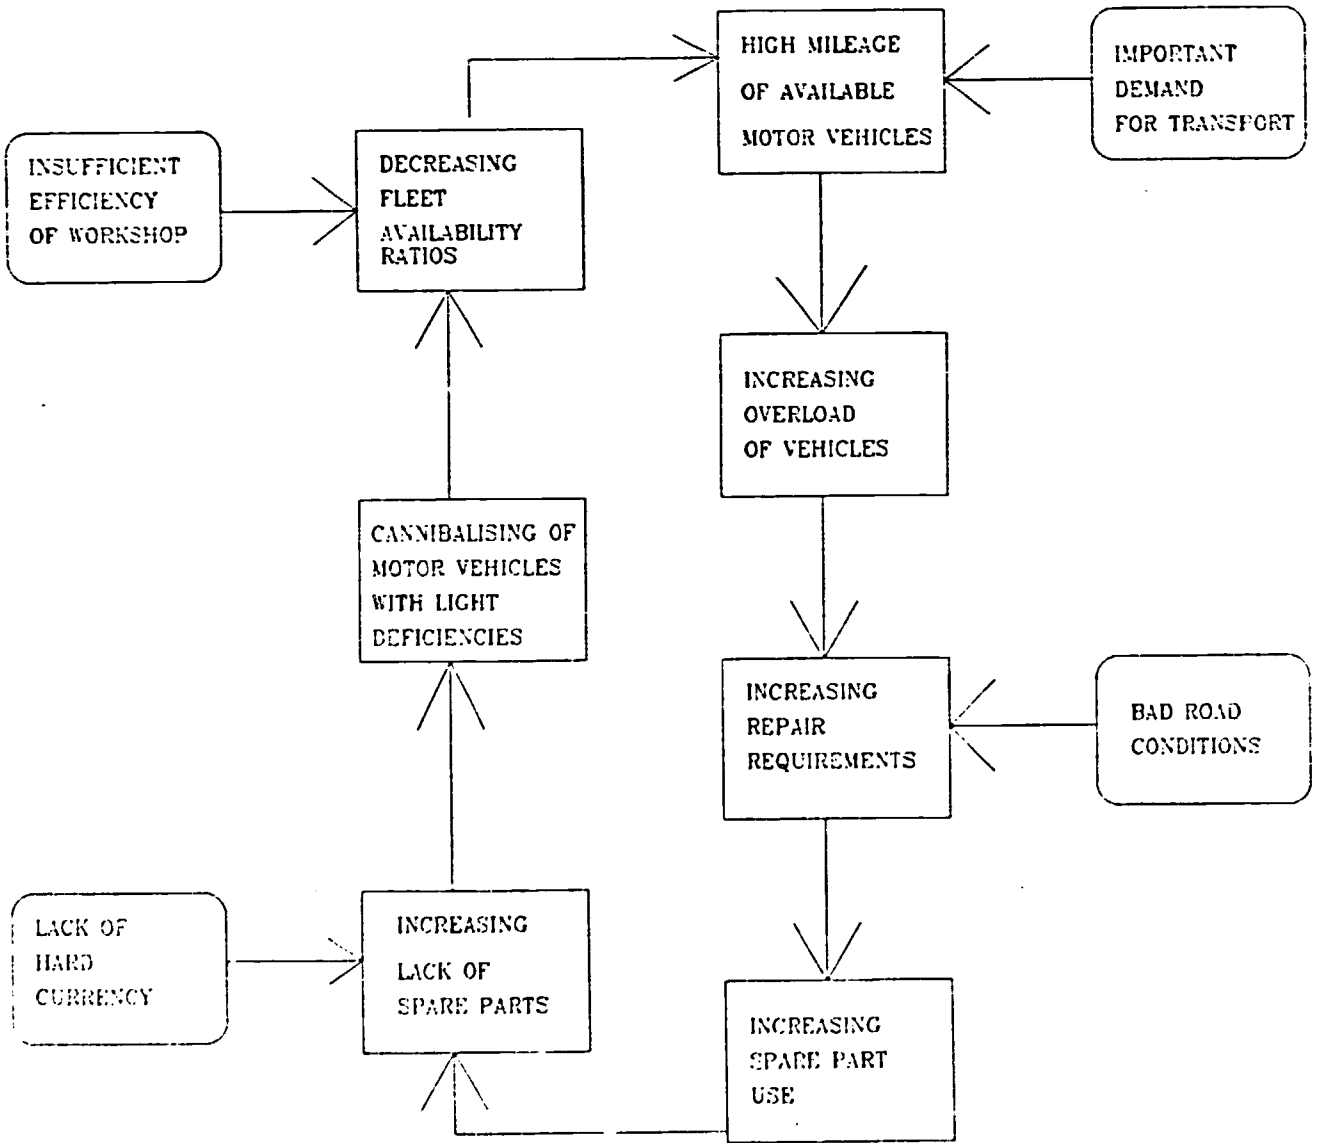 HIGH MILEAGE
OF AVAILABLE
MOTOR VEHICLES
IMPORTANT
DEMAND
FOR TRANSPORT
INSUFFICIENT
EFFICIENCY
OF WORKSHOP
DECREASING
FLEET
AVAILABILITY
RATIOS
INCREASING
OVERLOAD
OF VEHICLES
CANNIBALISING OF
MOTOR VEHICLES
WITH LIGHT
DEFICIENCIES
INCREASING
REPAIR
REQUIREMENTS
BAD ROAD
CONDITIONS
LACK OF
HARD
CURRENCY
INCREASING
LACK OF
SPARE PARTS
INCREASING
SPARE PART
USE